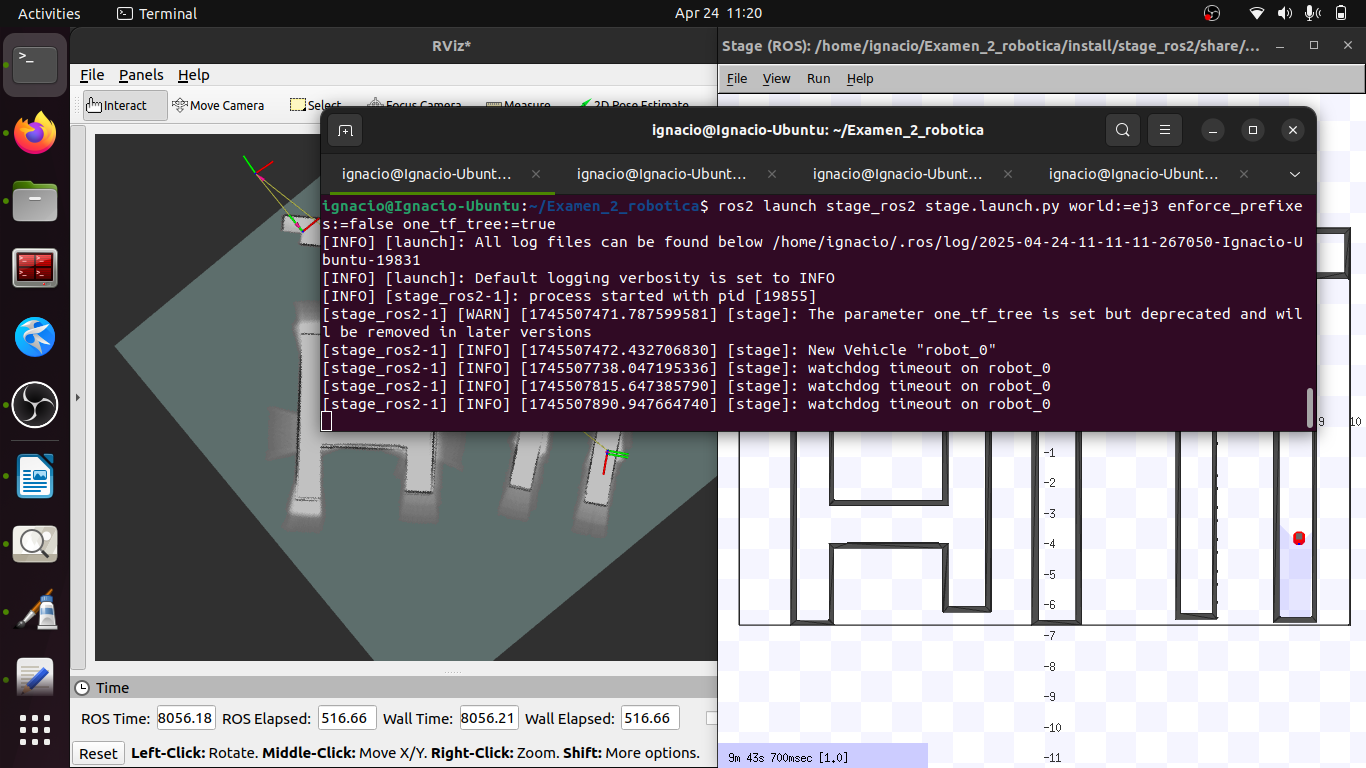 Activities
Terminal
Apr 24 11:20
RViz*
File Panels Help
Interact Move Camera Select Focus Camera Measure 2D Pose Estimate
Stage (ROS): /home/ignacio/Examen_2_robotica/install/stage_ros2/share/...
File View Run Help
ignacio@Ignacio-Ubuntu: ~/Examen_2_robotica
ignacio@Ignacio-Ubunt... ignacio@Ignacio-Ubunt... ignacio@Ignacio-Ubunt... ignacio@Ignacio-Ubunt...
ignacio@Ignacio-Ubuntu:~/Examen_2_robotica$ ros2 launch stage_ros2 stage.launch.py world:=ej3 enforce_prefixe
s:=false one_tf_tree:=true
[INFO] [launch]: All log files can be found below /home/ignacio/.ros/log/2025-04-24-11-11-11-267050-Ignacio-U
buntu-19831
[INFO] [launch]: Default logging verbosity is set to INFO
[INFO] [stage_ros2-1]: process started with pid [19855]
[stage_ros2-1] [WARN] [1745507471.787599581] [stage]: The parameter one_tf_tree is set but deprecated and wil
l be removed in later versions
[stage_ros2-1] [INFO] [1745507472.432706830] [stage]: New Vehicle "robot_0"
[stage_ros2-1] [INFO] [1745507738.047195336] [stage]: watchdog timeout on robot_0
[stage_ros2-1] [INFO] [1745507815.647385790] [stage]: watchdog timeout on robot_0
[stage_ros2-1] [INFO] [1745507890.947664740] [stage]: watchdog timeout on robot_0
9 10
-1
-2
-3
-4
-5
-6
-7
-8
-9
-10
-11
Time
ROS Time: 8056.18 ROS Elapsed: 516.66 Wall Time: 8056.21 Wall Elapsed: 516.66
Reset Left-Click: Rotate. Middle-Click: Move X/Y. Right-Click: Zoom. Shift: More options.
9m 43s 700msec [1.0]